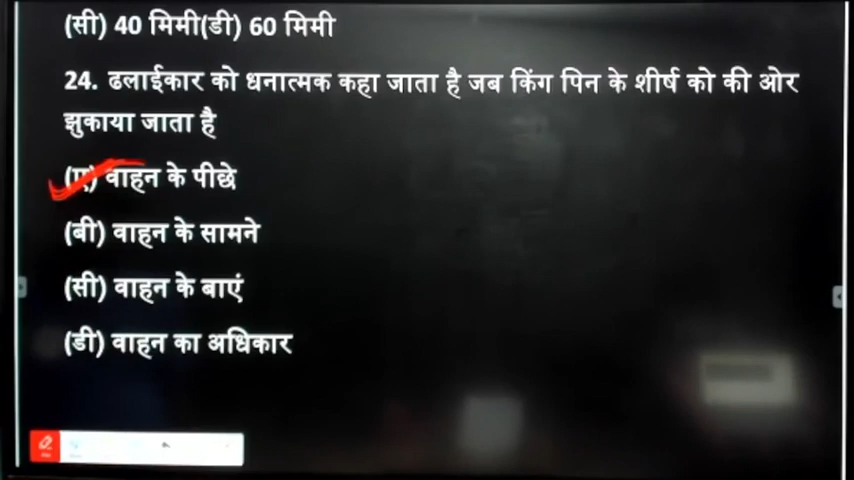 (सी) 40 मिमी(डी) 60 मिमी
24. ढलाईकार को धनात्मक कहा जाता है जब किंग पिन के शीर्ष को की ओर
झुकाया जाता है
(ए) वाहन के पीछे
(बी) वाहन के सामने
(सी) वाहन के बाएं
(डी) वाहन का अधिकार